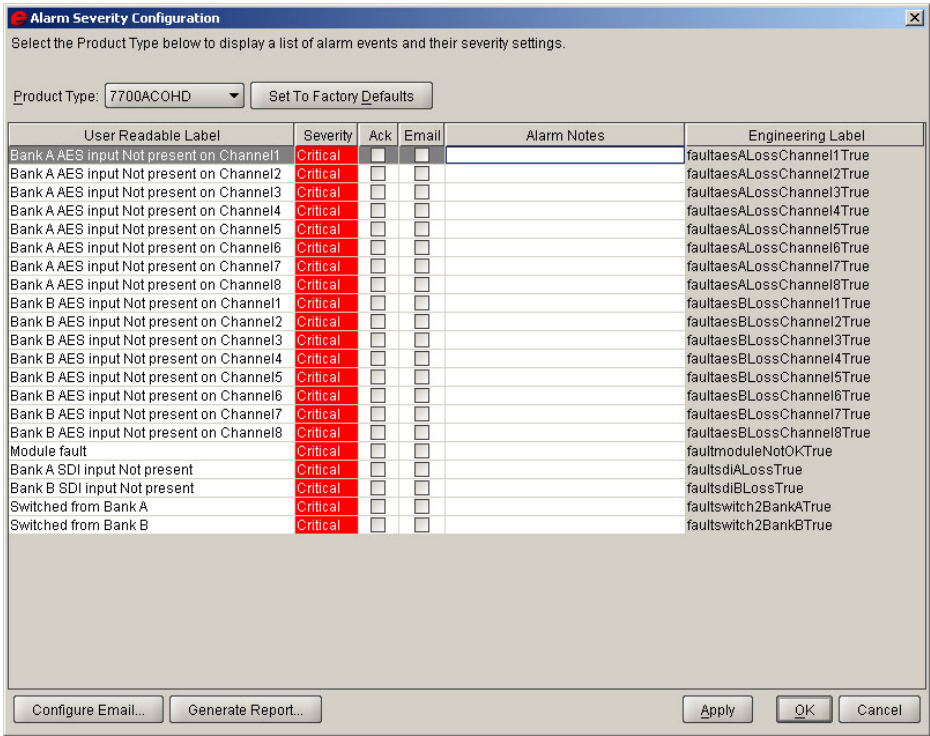 Alarm Severity Configuration
Select the Product Type below to display a list of alarm events and their severity settings.
Product Type: 7700ACOHD Set To Factory Defaults
User Readable Label Severity Ack Email Alarm Notes Engineering Label
Bank A AES input Not present on Channel1 Critical faultaesALossChannel1True
Bank A AES input Not present on Channel2 Critical faultaesALossChannel2True
Bank A AES input Not present on Channel3 Critical faultaesALossChannel3True
Bank A AES input Not present on Channel4 Critical faultaesALossChannel4True
Bank A AES input Not present on Channel5 Critical faultaesALossChannel5True
Bank A AES input Not present on Channel6 Critical faultaesALossChannel6True
Bank A AES input Not present on Channel7 Critical faultaesALossChannel7True
Bank A AES input Not present on Channel8 Critical faultaesALossChannel8True
Bank B AES input Not present on Channel1 Critical faultaesBLossChannel1True
Bank B AES input Not present on Channel2 Critical faultaesBLossChannel2True
Bank B AES input Not present on Channel3 Critical faultaesBLossChannel3True
Bank B AES input Not present on Channel4 Critical faultaesBLossChannel4True
Bank B AES input Not present on Channel5 Critical faultaesBLossChannel5True
Bank B AES input Not present on Channel6 Critical faultaesBLossChannel6True
Bank B AES input Not present on Channel7 Critical faultaesBLossChannel7True
Bank B AES input Not present on Channel8 Critical faultaesBLossChannel8True
Module fault Critical faultmoduleNotOKTrue
Bank A SDI input Not present Critical faultsdiALossTrue
Bank B SDI input Not present Critical faultsdiBLossTrue
Switched from Bank A Critical faultswitch2BankATrue
Switched from Bank B Critical faultswitch2BankBTrue
Configure Email... Generate Report... Apply OK Cancel